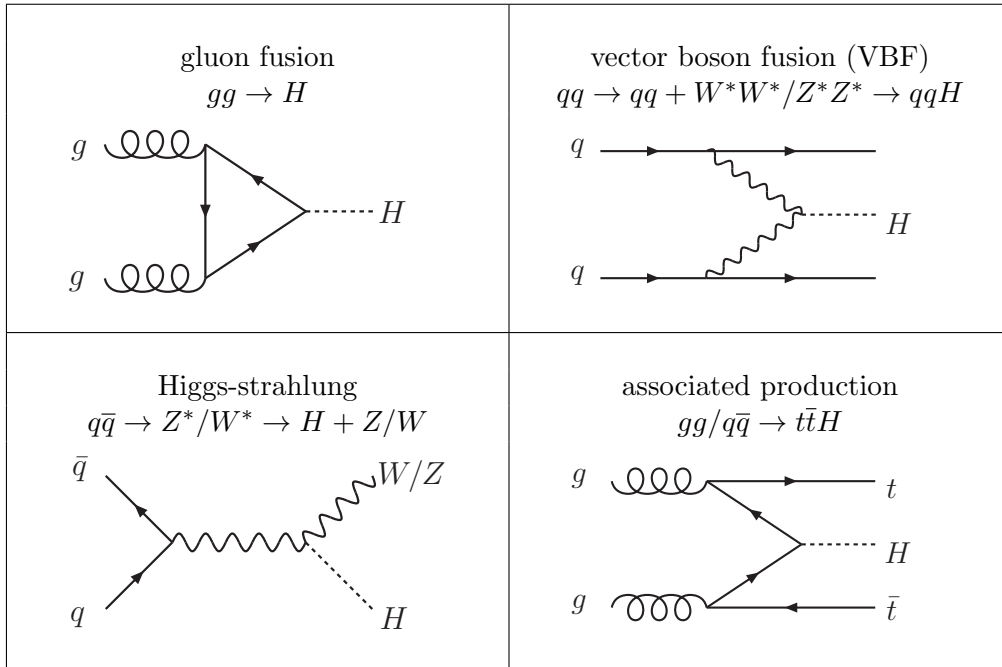 gluon fusion
gg → H
g
g
H
vector boson fusion (VBF)
qq → qq + W*W*/Z*Z* → qqH
q
q
H
Higgs-strahlung
qq̅ → Z*/W* → H + Z/W
q̅
W/Z
q
H
associated production
gg/qq̅ → tt̅H
g
t
H
g
t̅